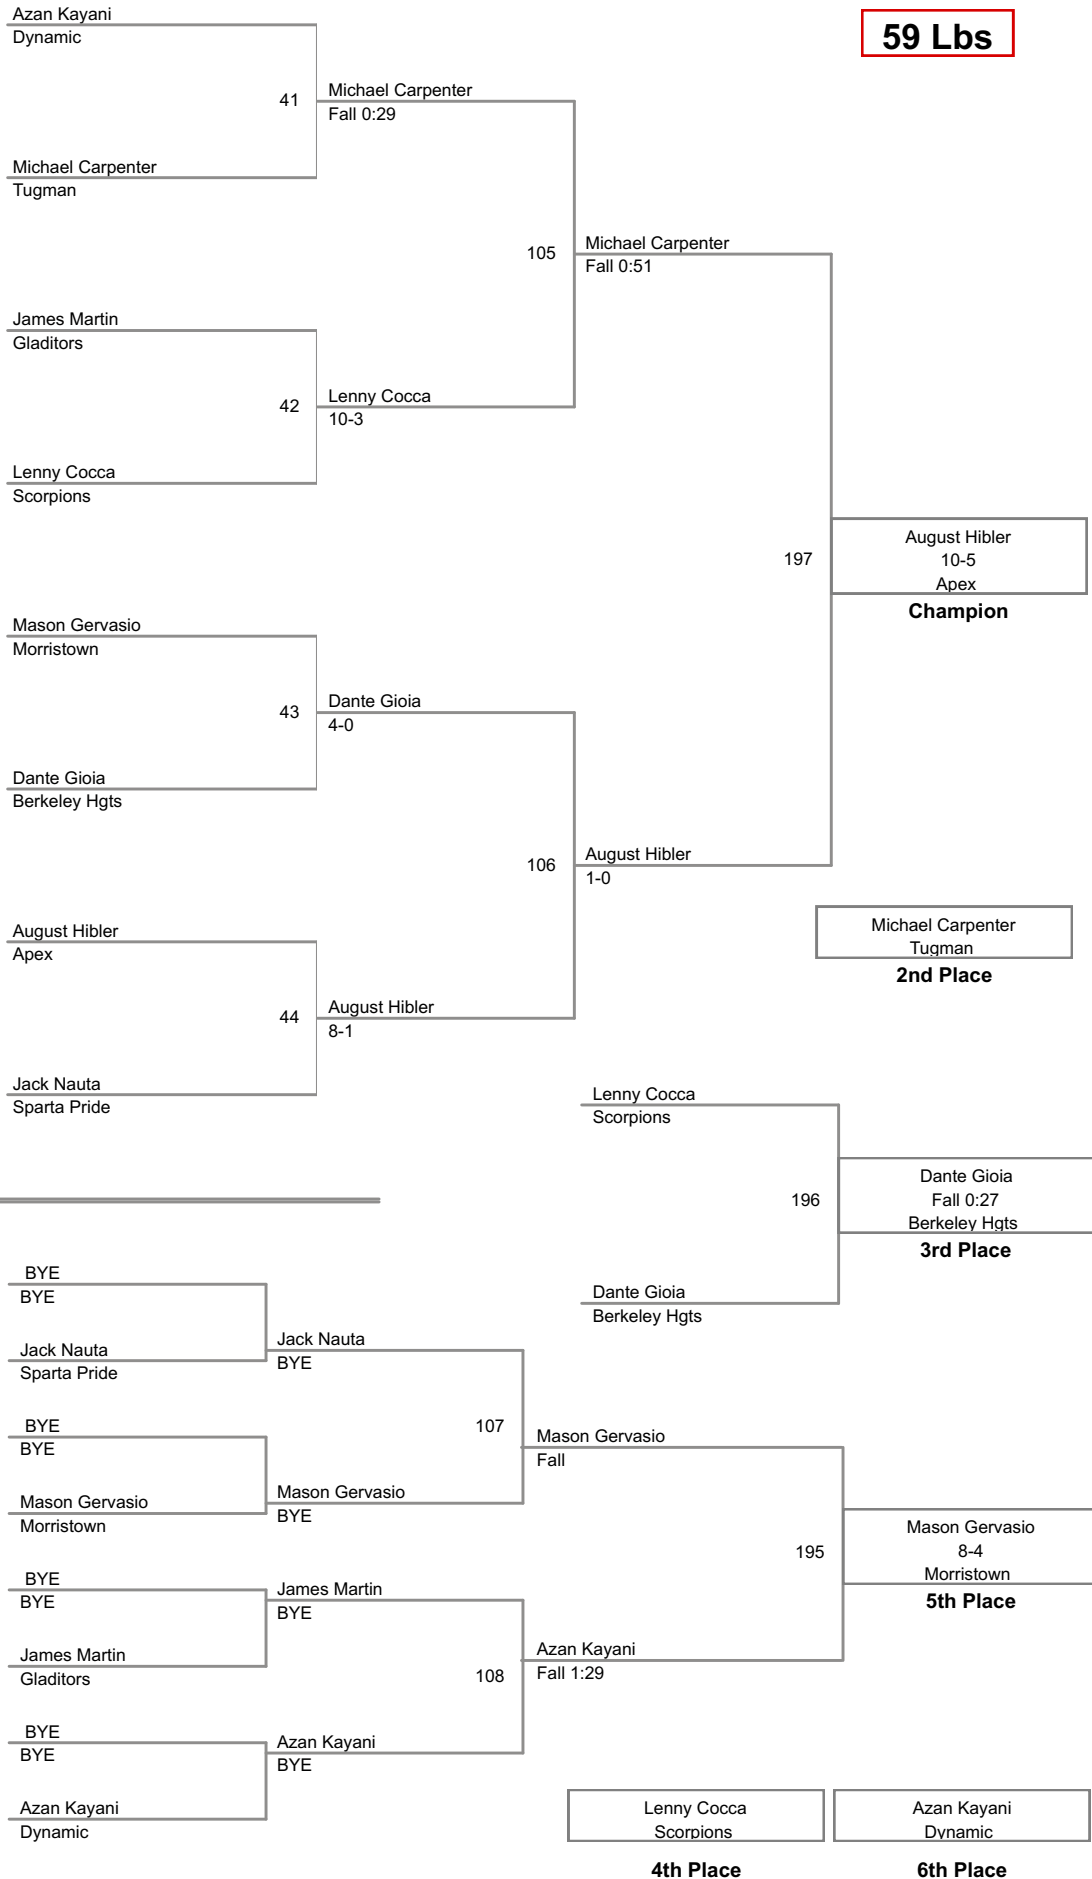 59 Lbs
Azan Kayani
Dynamic
41
Michael Carpenter
Fall 0:29
Michael Carpenter
Tugman
105
Michael Carpenter
Fall 0:51
James Martin
Gladitors
42
Lenny Cocca
10-3
Lenny Cocca
Scorpions
197
August Hibler
10-5
Apex
Champion
Mason Gervasio
Morristown
43
Dante Gioia
4-0
Dante Gioia
Berkeley Hgts
106
August Hibler
1-0
August Hibler
Apex
Michael Carpenter
Tugman
2nd Place
44
August Hibler
8-1
Jack Nauta
Sparta Pride
Lenny Cocca
Scorpions
196
Dante Gioia
Fall 0:27
Berkeley Hgts
3rd Place
Dante Gioia
Berkeley Hgts
BYE
BYE
Jack Nauta
Sparta Pride
Jack Nauta
BYE
107
Mason Gervasio
Fall
BYE
BYE
Mason Gervasio
Morristown
Mason Gervasio
BYE
195
Mason Gervasio
8-4
Morristown
5th Place
BYE
BYE
James Martin
Gladitors
James Martin
BYE
108
Azan Kayani
Fall 1:29
BYE
BYE
Azan Kayani
Dynamic
Azan Kayani
BYE
Lenny Cocca
Scorpions
4th Place
Azan Kayani
Dynamic
6th Place